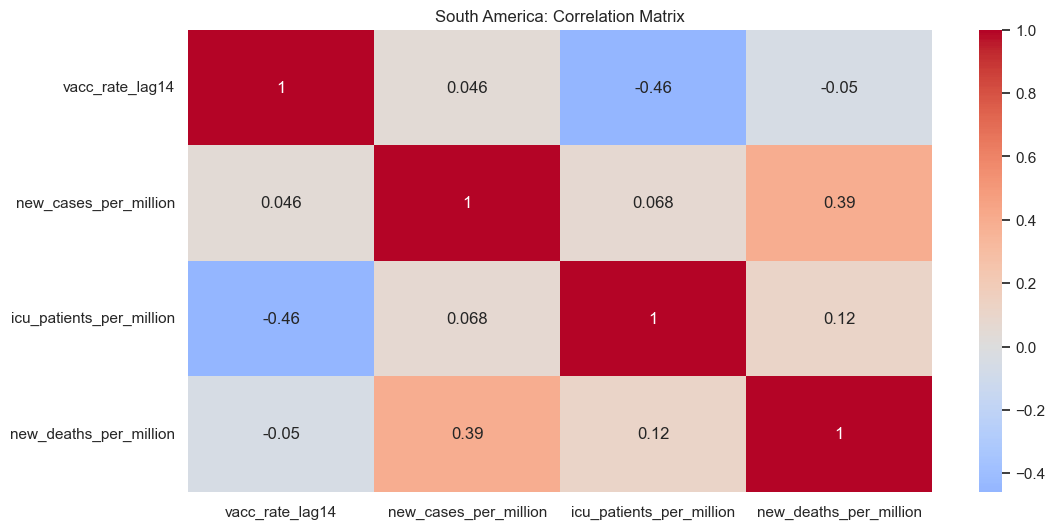 South America: Correlation Matrix
vacc_rate_lag14 1 0.046 -0.46 -0.05
new_cases_per_million 0.046 1 0.068 0.39
icu_patients_per_million -0.46 0.068 1 0.12
new_deaths_per_million -0.05 0.39 0.12 1
vacc_rate_lag14 new_cases_per_million icu_patients_per_million new_deaths_per_million
1.0
0.8
0.6
0.4
0.2
0.0
−0.2
−0.4